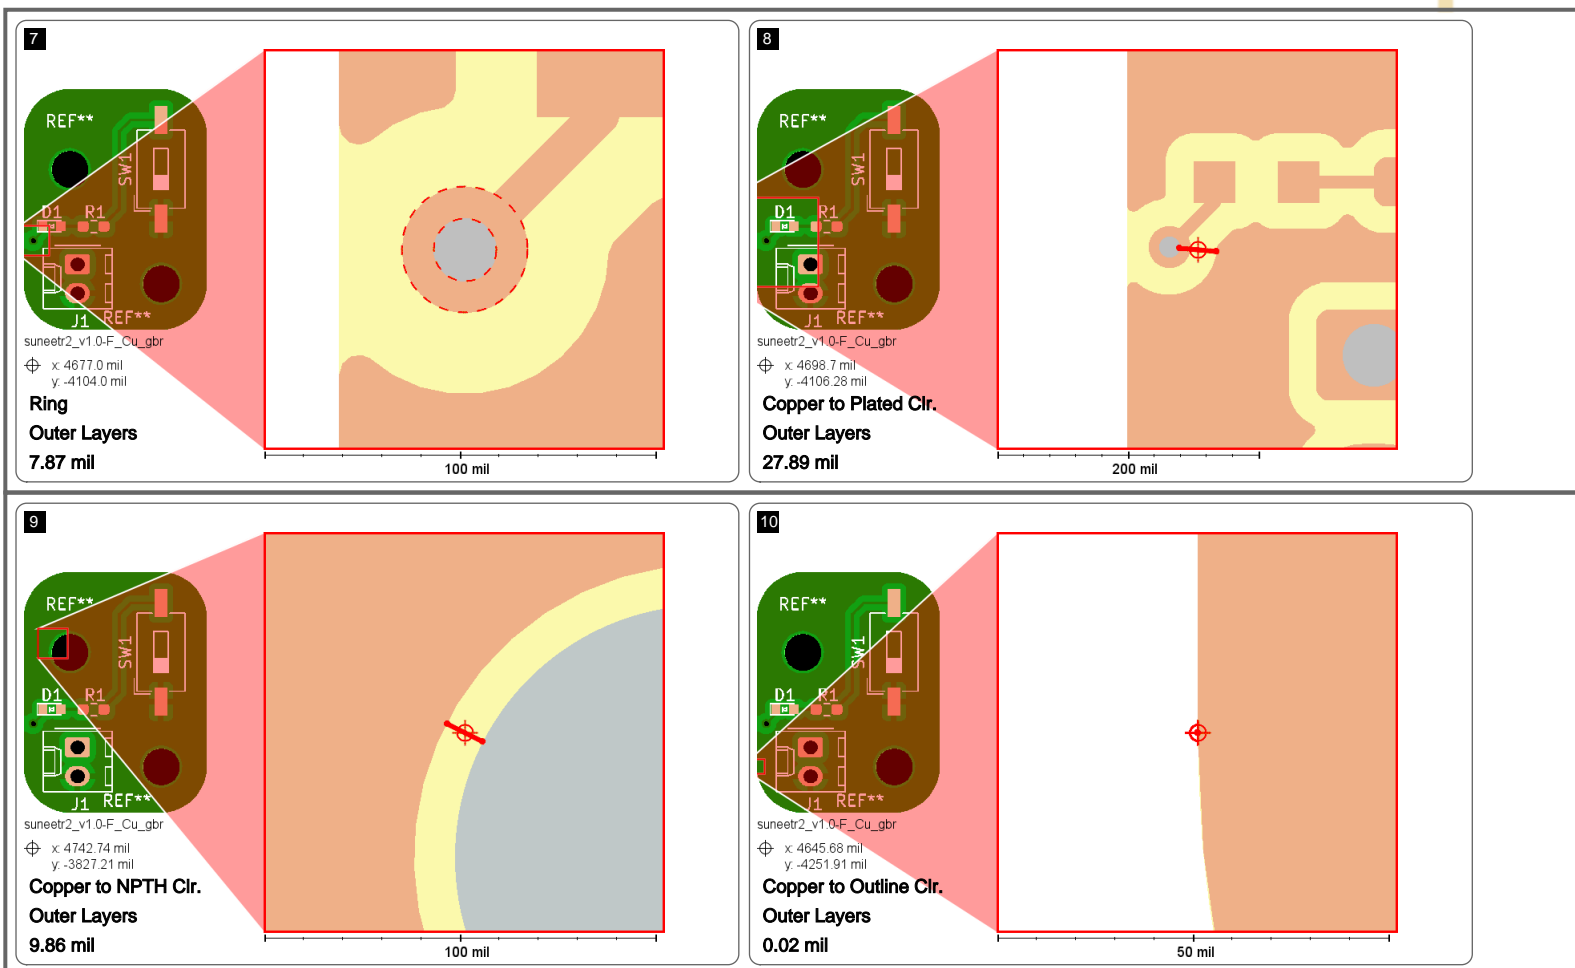 7
REF**
SW1
D1
R1
J1
REF**
suneetr2_v1.0-F_Cu_gbr
x: 4677.0 mil
y: -4104.0 mil
Ring
Outer Layers
7.87 mil
100 mil
8
REF**
SW1
D1
R1
J1
REF**
suneetr2_v1.0-F_Cu_gbr
x: 4698.7 mil
y: -4106.28 mil
Copper to Plated Clr.
Outer Layers
27.89 mil
200 mil
9
REF**
SW1
D1
R1
J1
REF**
suneetr2_v1.0-F_Cu_gbr
x: 4742.74 mil
y: -3827.21 mil
Copper to NPTH Clr.
Outer Layers
9.86 mil
100 mil
10
REF**
SW1
D1
R1
J1
REF**
suneetr2_v1.0-F_Cu_gbr
x: 4645.68 mil
y: -4251.91 mil
Copper to Outline Clr.
Outer Layers
0.02 mil
50 mil